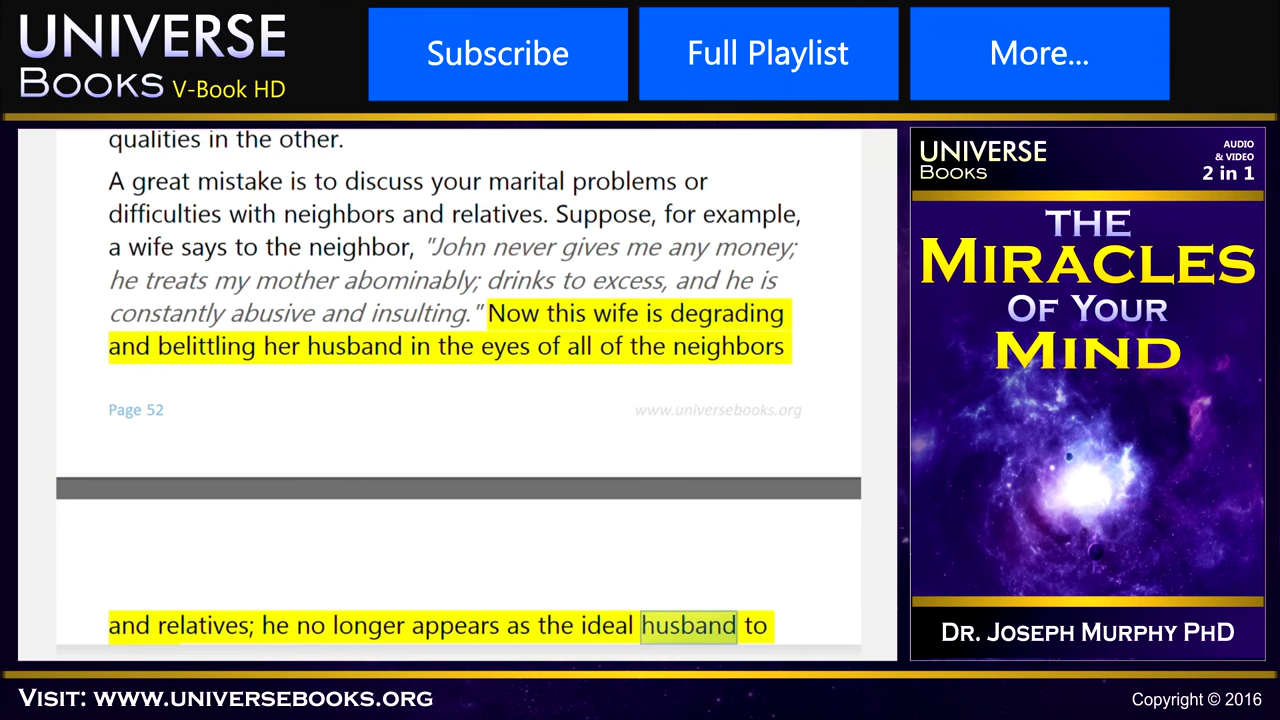 UNIVERSE
BOOKS V-Book HD
Subscribe
Full Playlist
More...
qualities in the other.
A great mistake is to discuss your marital problems or
difficulties with neighbors and relatives. Suppose, for example,
a wife says to the neighbor, "John never gives me any money;
he treats my mother abominably; drinks to excess, and he is
constantly abusive and insulting." Now this wife is degrading
and belittling her husband in the eyes of all of the neighbors
Page 52
www.universebooks.org
and relatives; he no longer appears as the ideal husband to
UNIVERSE
BOOKS
AUDIO
& VIDEO
2 in 1
THE
MIRACLES
OF YOUR
MIND
DR. JOSEPH MURPHY PHD
VISIT: WWW.UNIVERSEBOOKS.ORG
Copyright © 2016